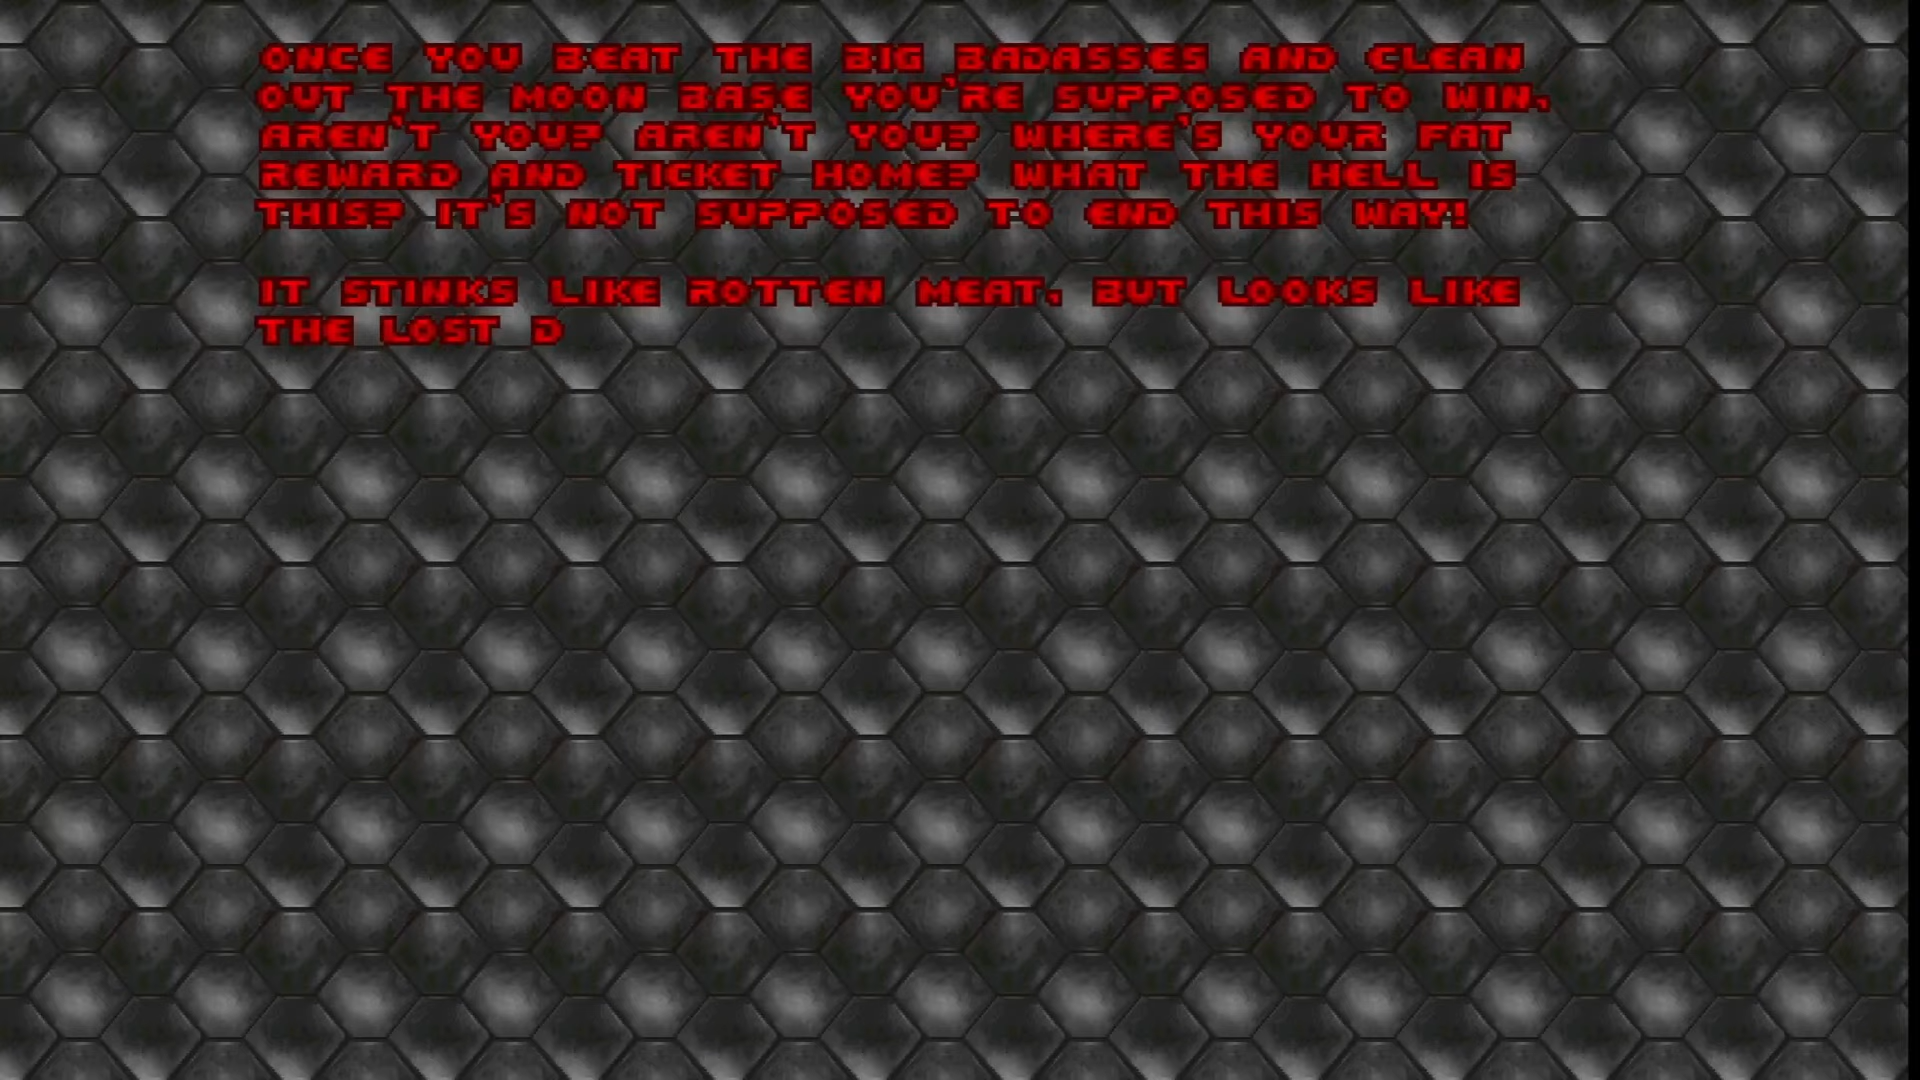 ONCE YOU BEAT THE BIG BADASSES AND CLEAN
OUT THE MOON BASE YOU'RE SUPPOSED TO WIN,
AREN'T YOU? AREN'T YOU? WHERE'S YOUR FAT
REWARD AND TICKET HOME? WHAT THE HELL IS
THIS? IT'S NOT SUPPOSED TO END THIS WAY!
IT STINKS LIKE ROTTEN MEAT, BUT LOOKS LIKE
THE LOST D